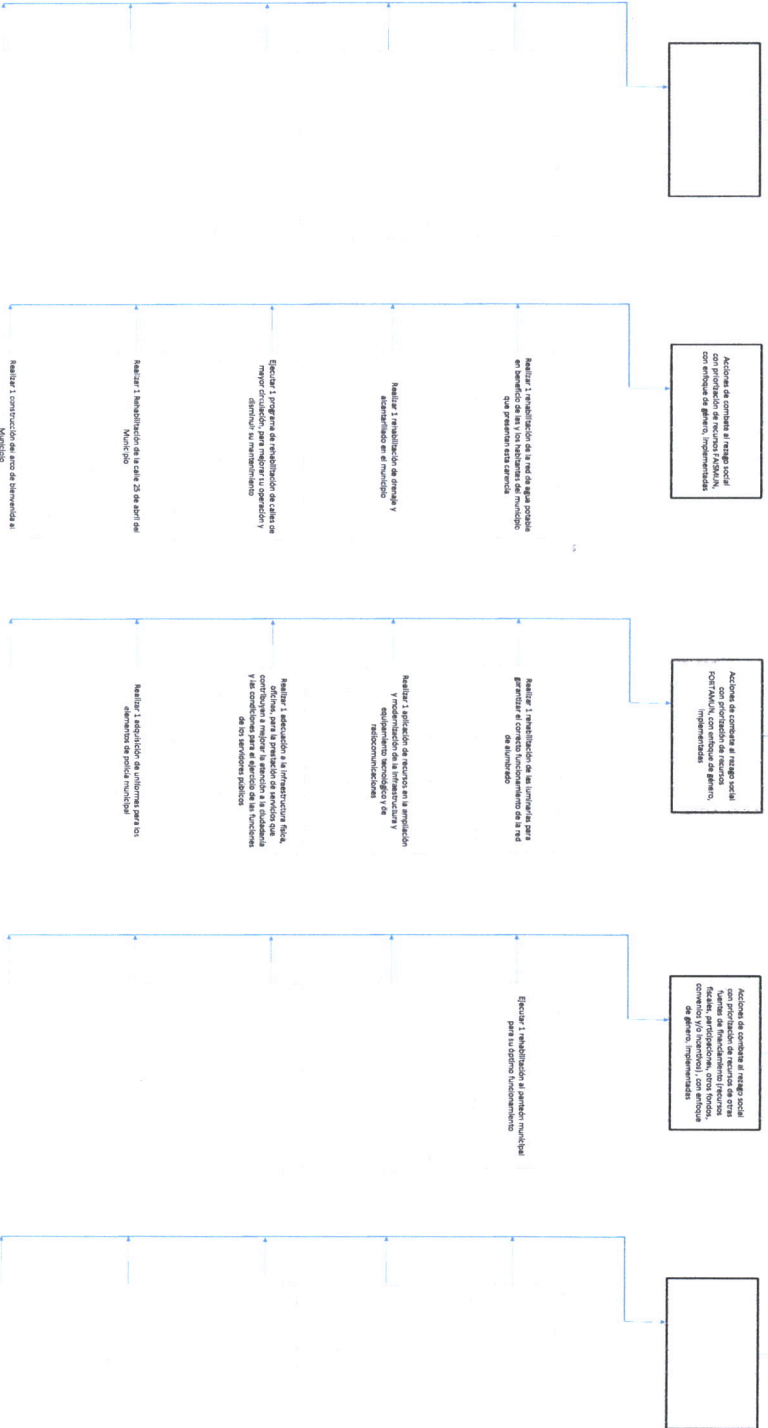 Acciones de combate al rezago social
con priorización de recursos FAISMUN,
con enfoque de género, implementadas
Realizar 1 rehabilitación de la red da agua potable
en beneficio de las y los habitantes del municipio
que presentan esta carencia
Realizar 1 rehabilitación de drenaje y
alcantarillado en el municipio
Ejecutar 1 programa de rehabilitación de calles de
mayor circulación, para mejorar su operación y
disminuir su mantenimiento
Realizar 1 Rehabilitación de la calle 25 de abril del
Municipio
Realizar 1 construcción del arco de bienvenida al
Municipio
Acciones de combate al rezago social
con priorización de recursos
FORTAMUN, con enfoque de género,
implementadas
Realizar 1 rehabilitación de las luminarias para
garantizar el correcto funcionamiento de la red
de alumbrado
Realizar 1 aplicación de recursos en la ampliación
y modernización de la infraestructura y
equipamiento tecnológico y de
radiocomunicaciones
Realizar 1 adecuación a la infraestructura física,
oficinas, para la prestación de servicios que
contribuyan a mejorar la atención a la ciudadanía
y las condiciones para el ejercicio de las funciones
de los servidores públicos
Realizar 1 adquisición de uniformes para los
elementos de policía municipal
Acciones de combate al rezago social
con priorización de recursos de otras
fuentes de financiamiento (recursos
fiscales, participaciones, otros fondos,
convenios y/o incentivos) , con enfoque
de género, implementadas
Ejecutar 1 rehabilitación al panteón municipal
para su óptimo funcionamiento